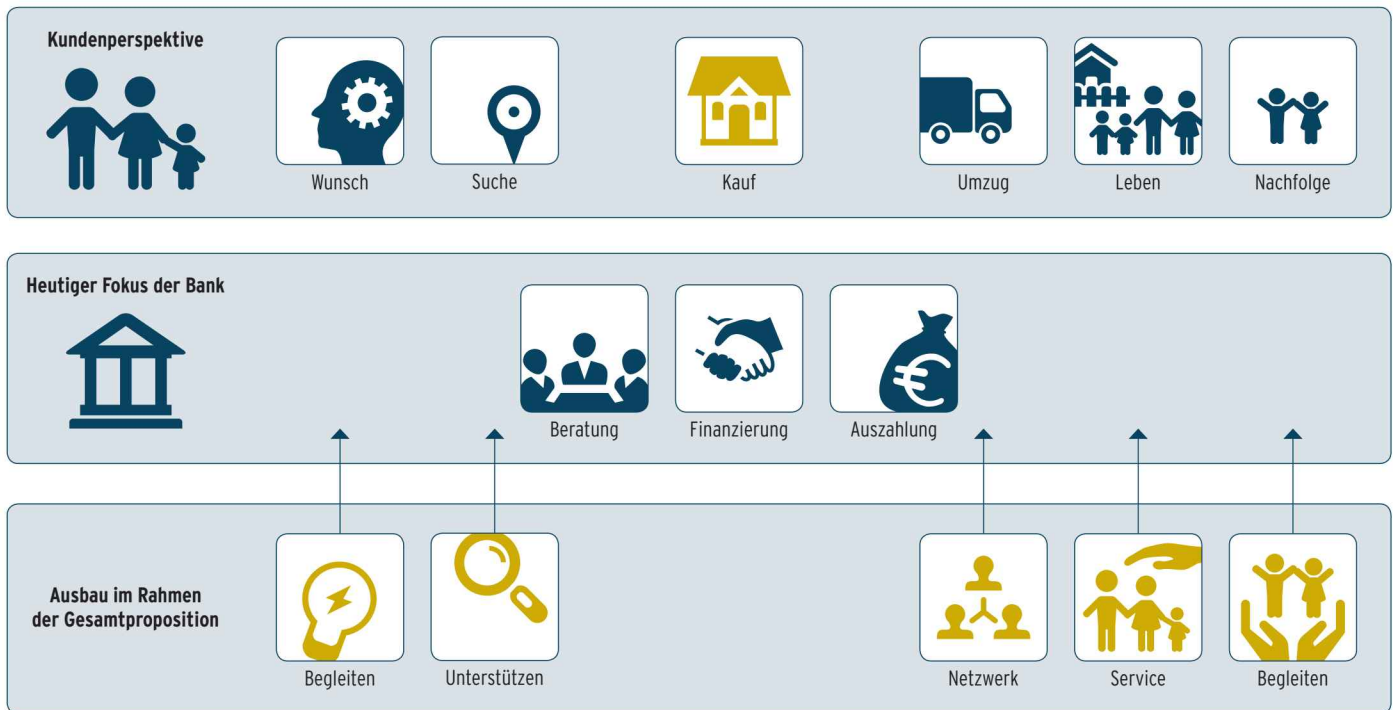 Kundenperspektive
Wunsch
Suche
Kauf
Umzug
Leben
Nachfolge
Heutiger Fokus der Bank
€
Beratung
Finanzierung
Auszahlung
Ausbau im Rahmen
der Gesamtproposition
Begleiten
Unterstützen
Netzwerk
Service
Begleiten